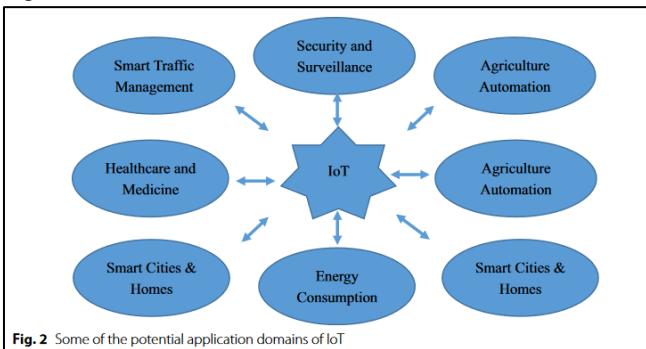 Security and
Surveillance
Smart Traffic
Management
Agriculture
Automation
Healthcare and
Medicine
IoT
Agriculture
Automation
Smart Cities &
Homes
Energy
Consumption
Smart Cities &
Homes
Fig. 2 Some of the potential application domains of IoT